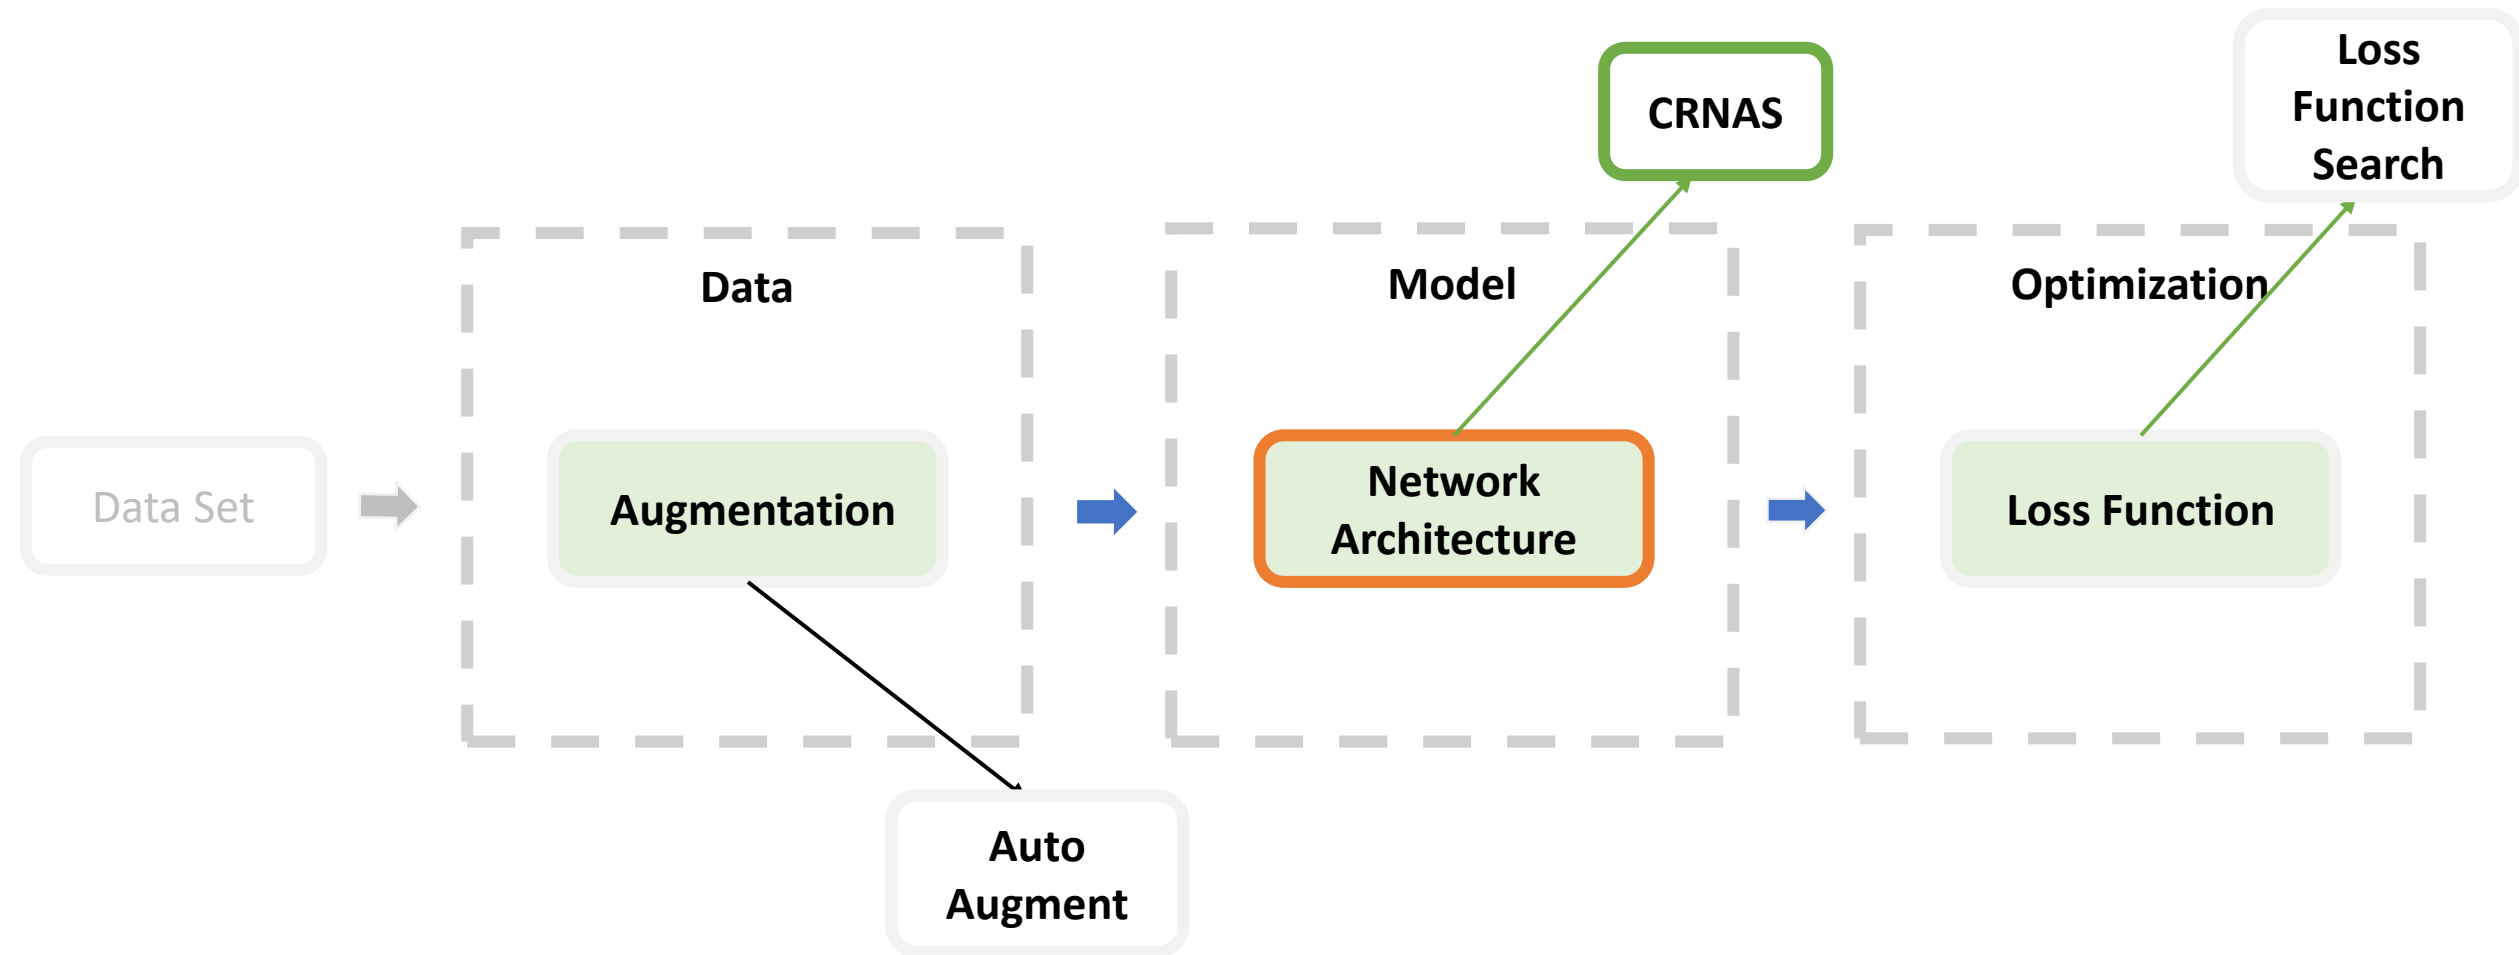 CRNAS
Loss
Function
Search
Data
Model
Optimization
Data Set
Augmentation
Network
Architecture
Loss Function
Auto
Augment